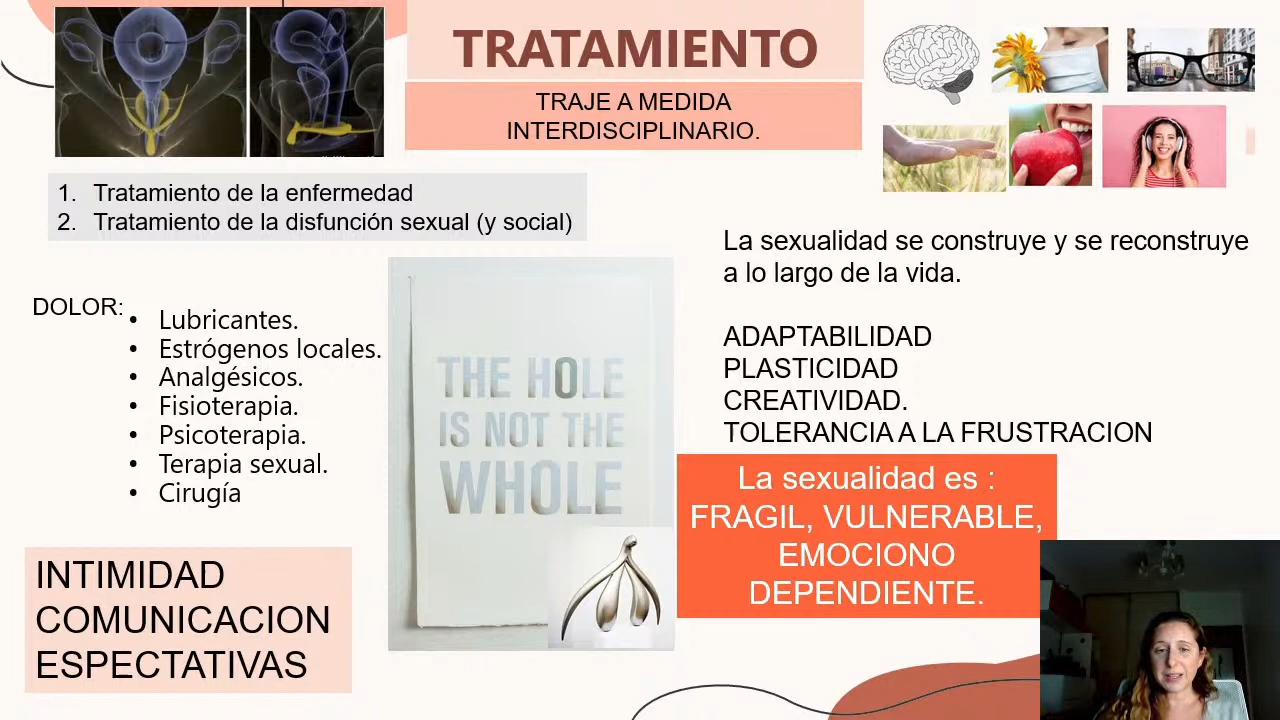 TRATAMIENTO
TRAJE A MEDIDA
INTERDISCIPLINARIO.
1. Tratamiento de la enfermedad
2. Tratamiento de la disfunción sexual (y social)
DOLOR:
• Lubricantes.
• Estrógenos locales.
• Analgésicos.
• Fisioterapia.
• Psicoterapia.
• Terapia sexual.
• Cirugía
INTIMIDAD
COMUNICACION
ESPECTATIVAS
THE HOLE
IS NOT THE
WHOLE
La sexualidad se construye y se reconstruye
a lo largo de la vida.
ADAPTABILIDAD
PLASTICIDAD
CREATIVIDAD.
TOLERANCIA A LA FRUSTRACION
La sexualidad es :
FRAGIL, VULNERABLE,
EMOCIONO
DEPENDIENTE.